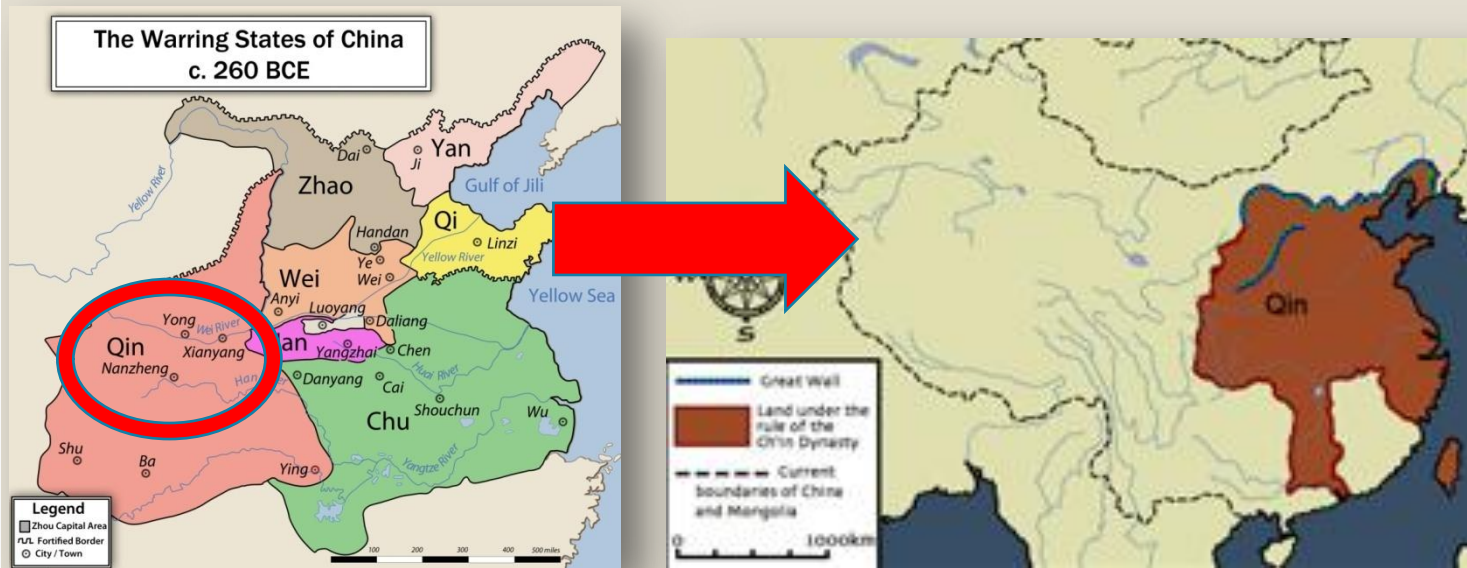 The Warring States of China
c. 260 BCE
Yan
Dai
Ji
Zhao
Gulf of Jili
Yellow River
Qi
Linzi
Handan
Ye
Wei
Yellow River
Wei
Yellow Sea
Anyi
Luoyang
Daliang
Yong
Wei River
Xianyang
Qin
Nanzheng
an
Yangzhai
Chen
Huai River
Han
Danyang
Cai
Shouchun
Chu
Wu
Shu
Ba
Ying
Yangtze River
Legend
Zhou Capital Area
Fortified Border
City / Town
100 200 300 400 500 miles
Qin
S
Great Wall
Land under the
rule of the
Ch'in Dynasty
Current
boundaries of China
and Mongolia
0 1000km